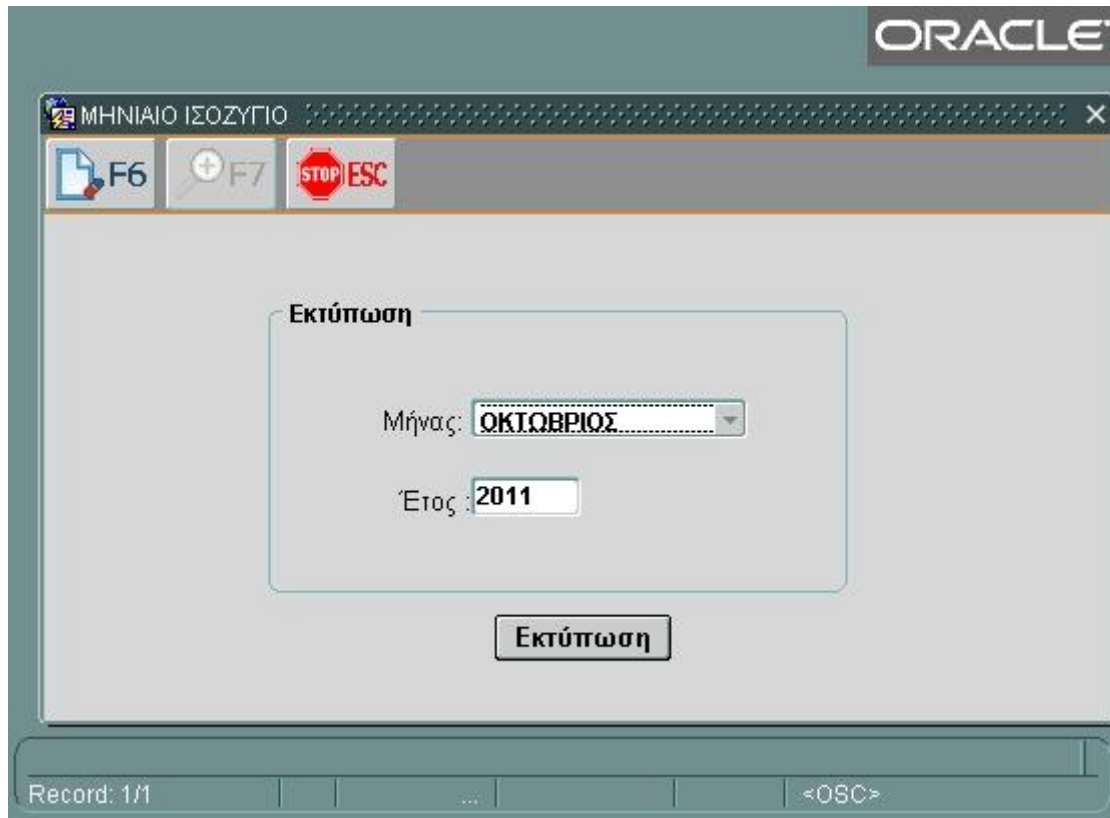 ORACLE
ΜΗΝΙΑΙΟ ΙΣΟΖΥΓΙΟ
F6 F7 STOP ESC
Εκτύπωση
Μήνας: ΟΚΤΩΒΡΙΟΣ
Έτος : 2011
Εκτύπωση
Record: 1/1 ... <OSC>